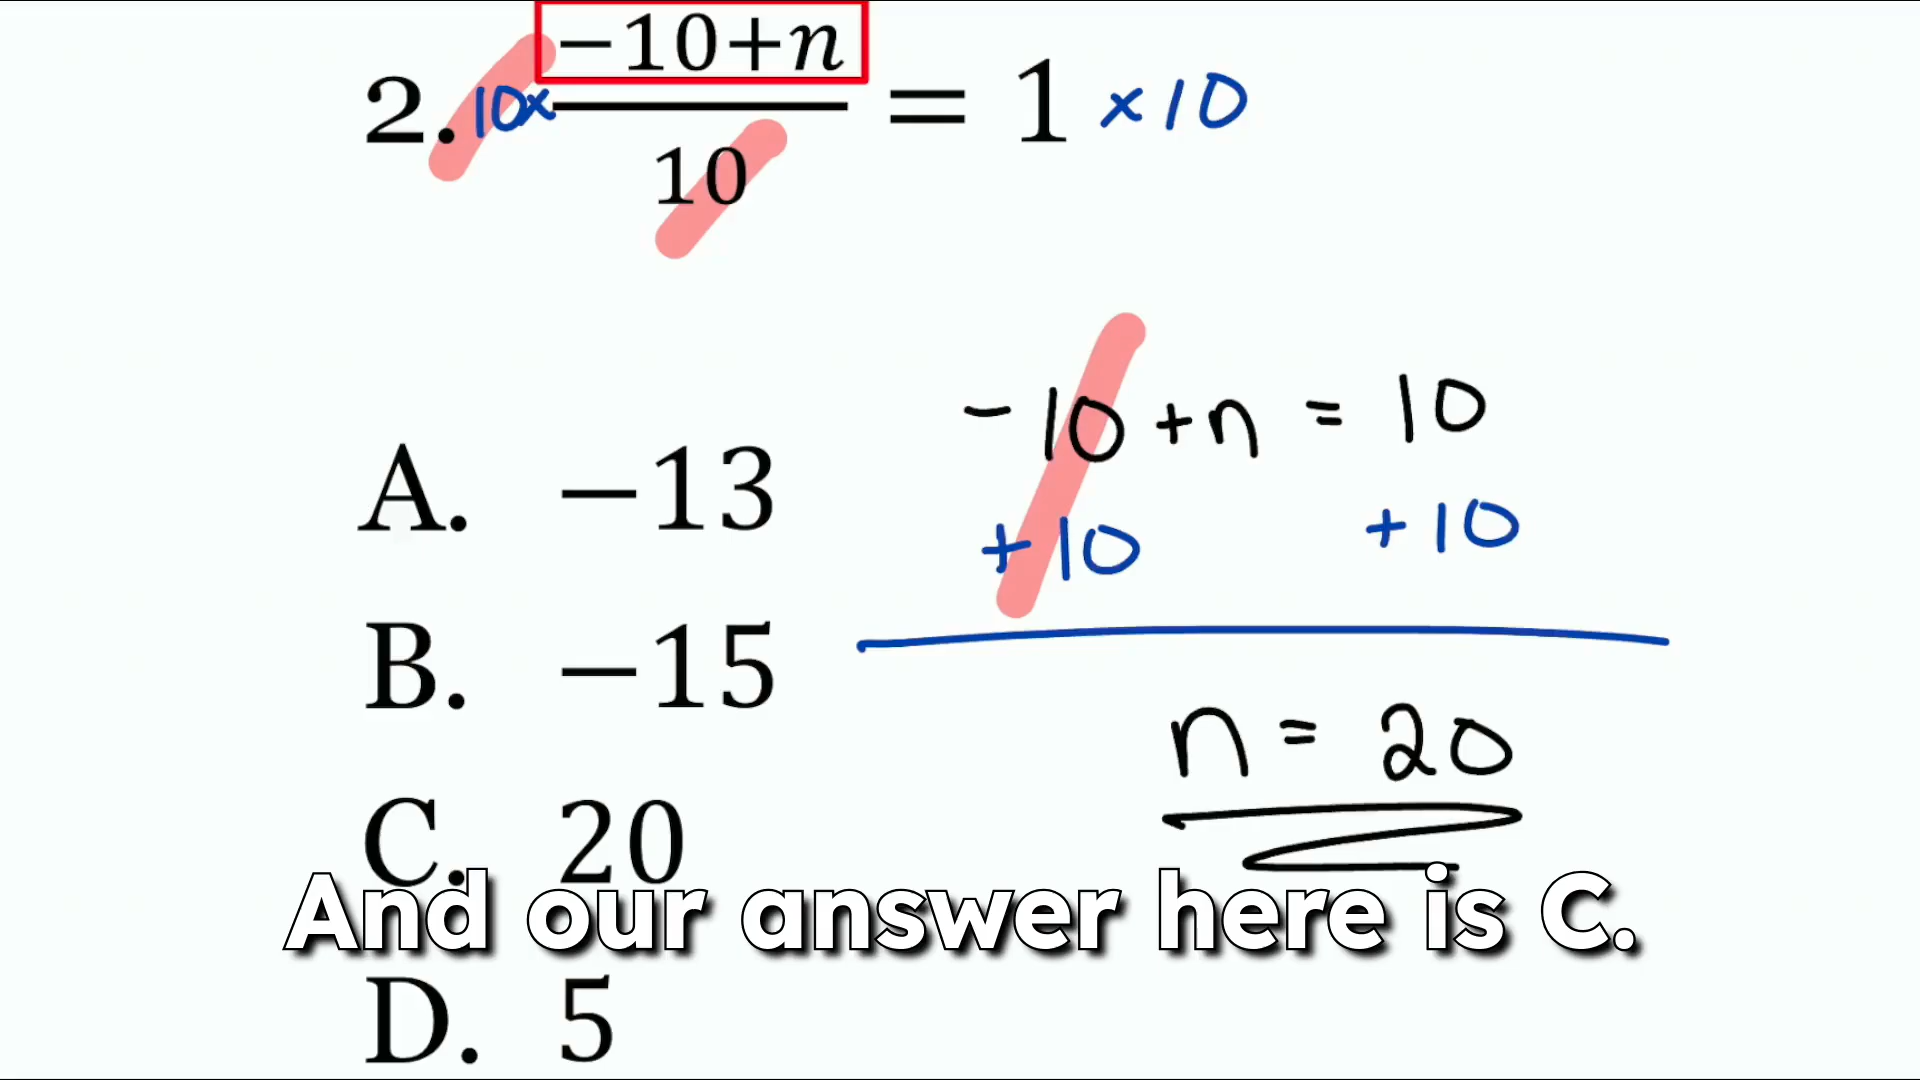 2. 10× −10+n = 1 ×10
10
−10 + n = 10
+10 +10
A. −13
B. −15
n = 20
C. 20
And our answer here is C.
D. 5